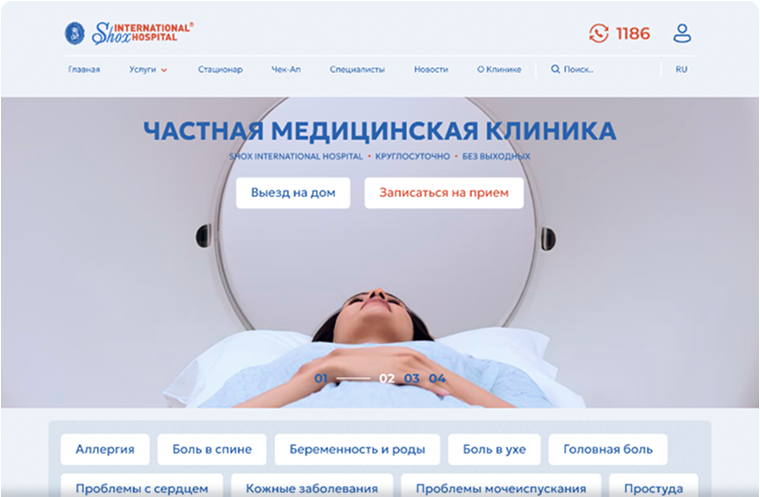 Shox INTERNATIONAL®
HOSPITAL
1186
Главная Услуги Стационар Чек-Ап Специалисты Новости О Клинике Поиск.. RU
ЧАСТНАЯ МЕДИЦИНСКАЯ КЛИНИКА
SHOX INTERNATIONAL HOSPITAL • КРУГЛОСУТОЧНО • БЕЗ ВЫХОДНЫХ
Выезд на дом Записаться на прием
01 02 03 04
Аллергия Боль в спине Беременность и роды Боль в ухе Головная боль
Проблемы с сердцем Кожные заболевания Проблемы мочеиспускания Простуда